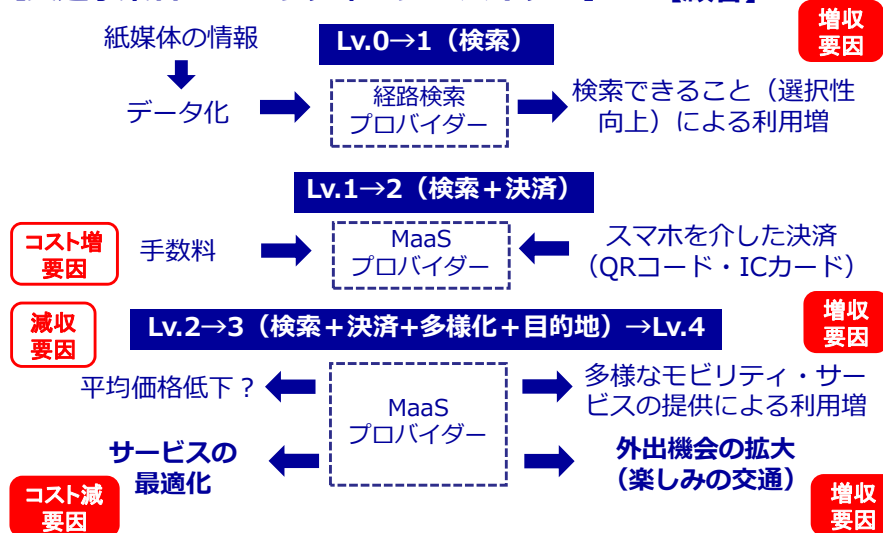 増収
要因
紙媒体の情報
Lv.0→1（検索）
データ化
経路検索
プロバイダー
検索できること（選択性
向上）による利用増
Lv.1→2（検索＋決済）
コスト増
要因
手数料
MaaS
プロバイダー
スマホを介した決済
（QRコード・ICカード）
減収
要因
Lv.2→3（検索＋決済＋多様化＋目的地）→Lv.4
増収
要因
平均価格低下？
MaaS
プロバイダー
多様なモビリティ・サー
ビスの提供による利用増
サービスの
最適化
外出機会の拡大
（楽しみの交通）
コスト減
要因
増収
要因